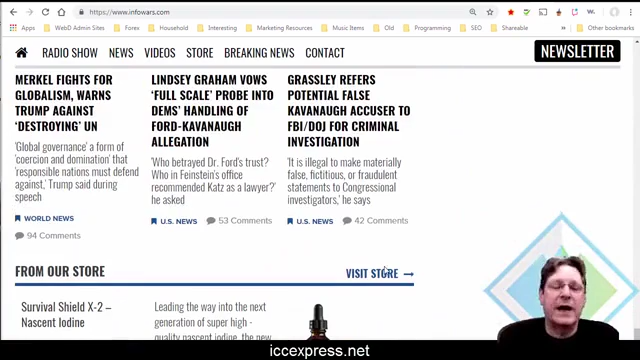 https://www.infowars.com
Apps
WebD Admin Sites
Forex
Household
Interesting
Marketing Resources
Music Items
Old
Programming
SEO
Shareable
Other bookmarks
RADIO SHOW NEWS VIDEOS STORE BREAKING NEWS CONTACT
NEWSLETTER
MERKEL FIGHTS FOR
GLOBALISM, WARNS
TRUMP AGAINST
‘DESTROYING’ UN
'Global governance' a form of
'coercion and domination' that
'responsible nations must defend
against,' Trump said during
speech
WORLD NEWS
94 Comments
LINDSEY GRAHAM VOWS
‘FULL SCALE’ PROBE INTO
DEMS’ HANDLING OF
FORD-KAVANAUGH
ALLEGATION
'Who betrayed Dr. Ford's trust?
Who in Feinstein's office
recommended Katz as a lawyer?'
he asked
U.S. NEWS
53 Comments
GRASSLEY REFERS
POTENTIAL FALSE
KAVANAUGH ACCUSER TO
FBI/DOJ FOR CRIMINAL
INVESTIGATION
'It is illegal to make materially
false, fictitious, or fraudulent
statements to Congressional
investigators,' he says
U.S. NEWS
42 Comments
FROM OUR STORE
VISIT STORE →
Survival Shield X-2 –
Nascent Iodine
Leading the way into the next
generation of super high -
quality nascent iodine, the new
iccexpress.net